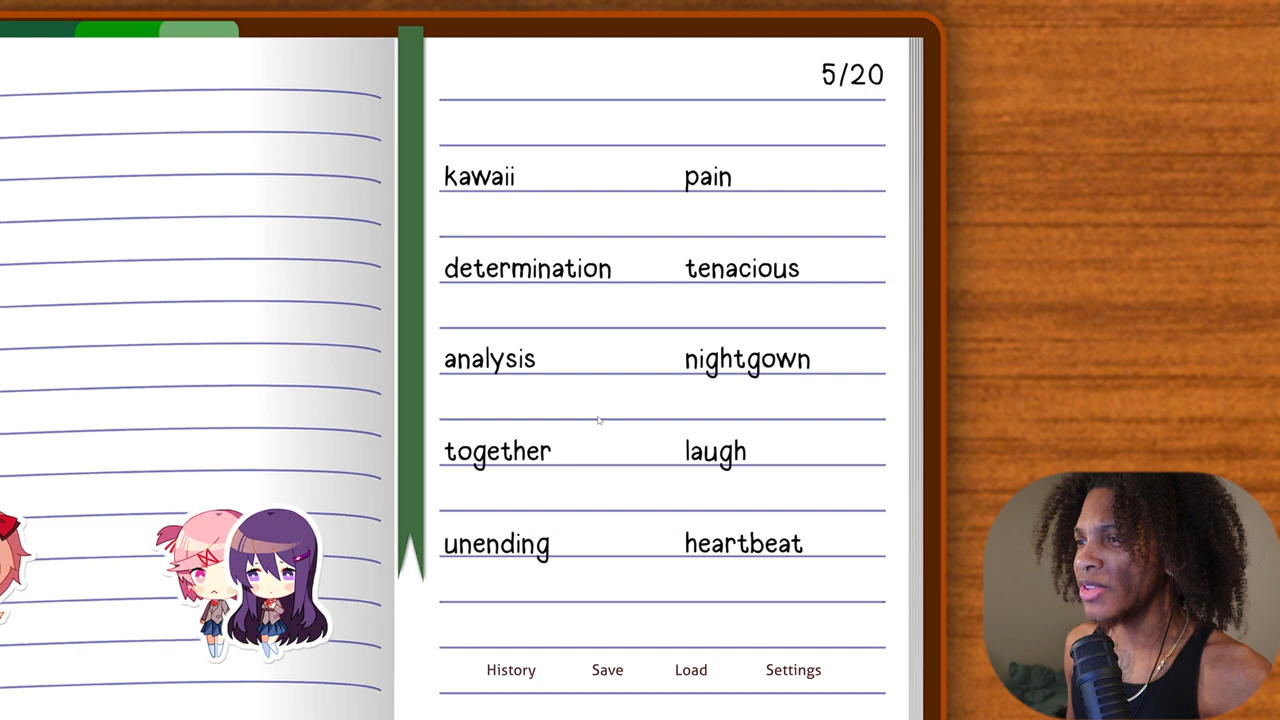 5/20
kawaii pain
determination tenacious
analysis nightgown
together laugh
unending heartbeat
History Save Load Settings